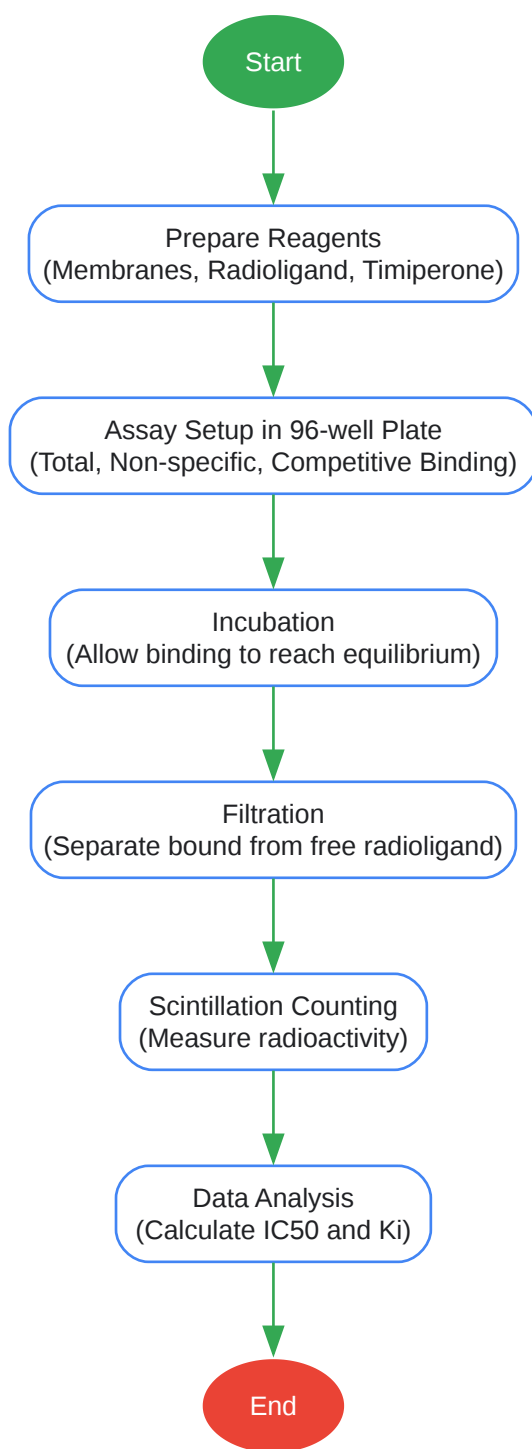 Start
Prepare Reagents
(Membranes, Radioligand, Timiperone)
Assay Setup in 96-well Plate
(Total, Non-specific, Competitive Binding)
Incubation
(Allow binding to reach equilibrium)
Filtration
(Separate bound from free radioligand)
Scintillation Counting
(Measure radioactivity)
Data Analysis
(Calculate IC50 and Ki)
End